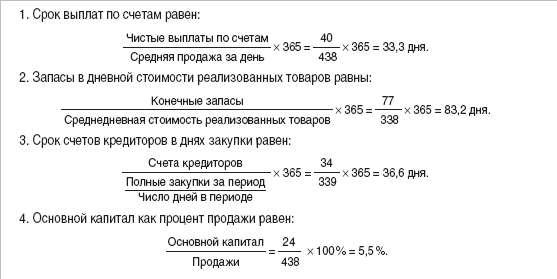 1. Срок выплат по счетам равен:
Чистые выплаты по счетам
Средняя продажа за день
× 365 = 40/438 × 365 = 33,3 дня.
2. Запасы в дневной стоимости реализованных товаров равны:
Конечные запасы
Среднедневная стоимость реализованных товаров
× 365 = 77/338 × 365 = 83,2 дня.
3. Срок счетов кредиторов в днях закупки равен:
Счета кредиторов
Полные закупки за период
Число дней в периоде
× 365 = 34/339 × 365 = 36,6 дня.
4. Основной капитал как процент продажи равен:
Основной капитал
Продажи
= 24/438 × 100% = 5,5%.